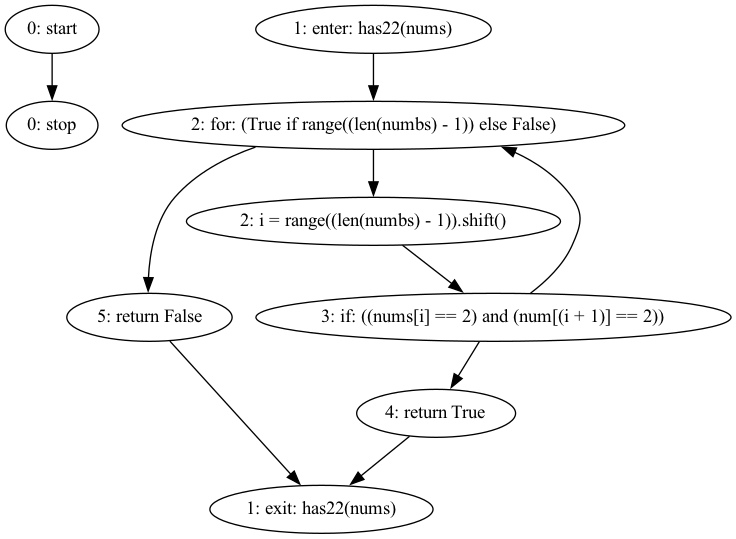 0: start
1: enter: has22(nums)
0: stop
2: for: (True if range((len(numbs) - 1)) else False)
2: i = range((len(numbs) - 1)).shift()
5: return False
3: if: ((nums[i] == 2) and (num[(i + 1)] == 2))
4: return True
1: exit: has22(nums)